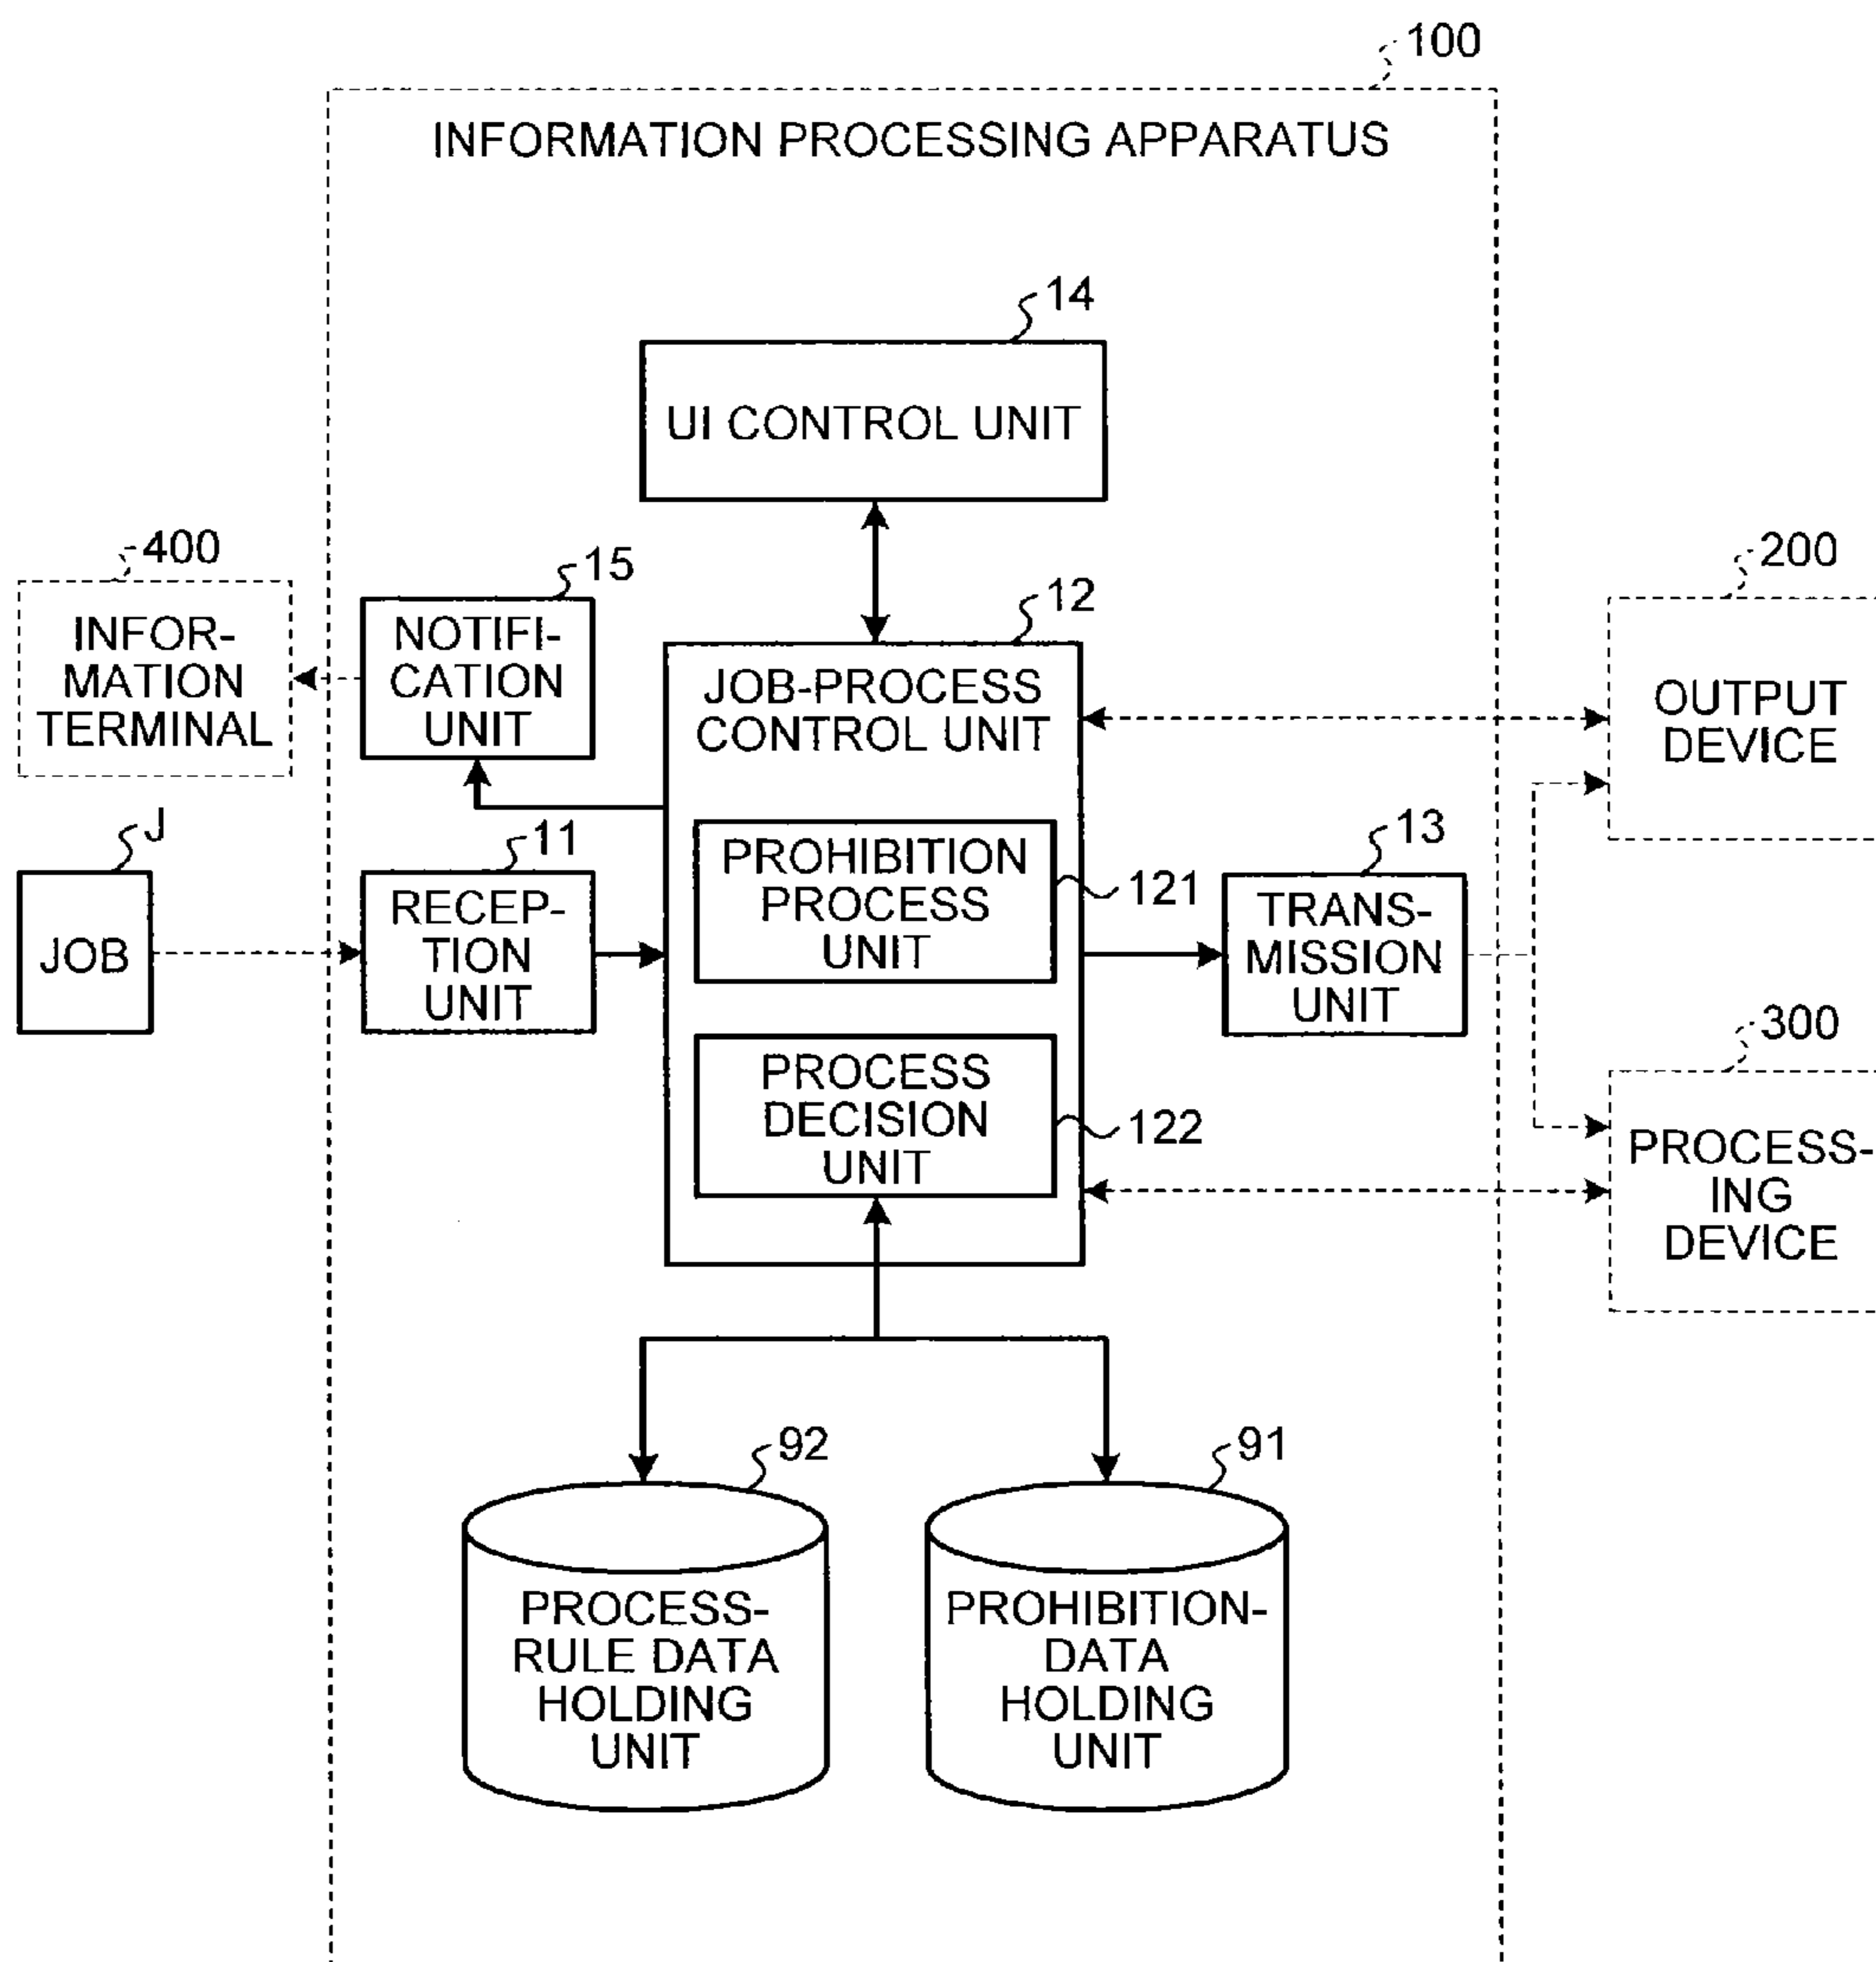 100
INFORMATION PROCESSING APPARATUS
14
UI CONTROL UNIT
400
INFOR-
MATION
TERMINAL
15
NOTIFI-
CATION
UNIT
12
JOB-PROCESS
CONTROL UNIT
200
OUTPUT
DEVICE
J
JOB
11
RECEP-
TION
UNIT
PROHIBITION
PROCESS
UNIT
121
13
TRANS-
MISSION
UNIT
PROCESS
DECISION
UNIT
122
300
PROCESS-
ING
DEVICE
92
PROCESS-
RULE DATA
HOLDING
UNIT
91
PROHIBITION-
DATA
HOLDING
UNIT